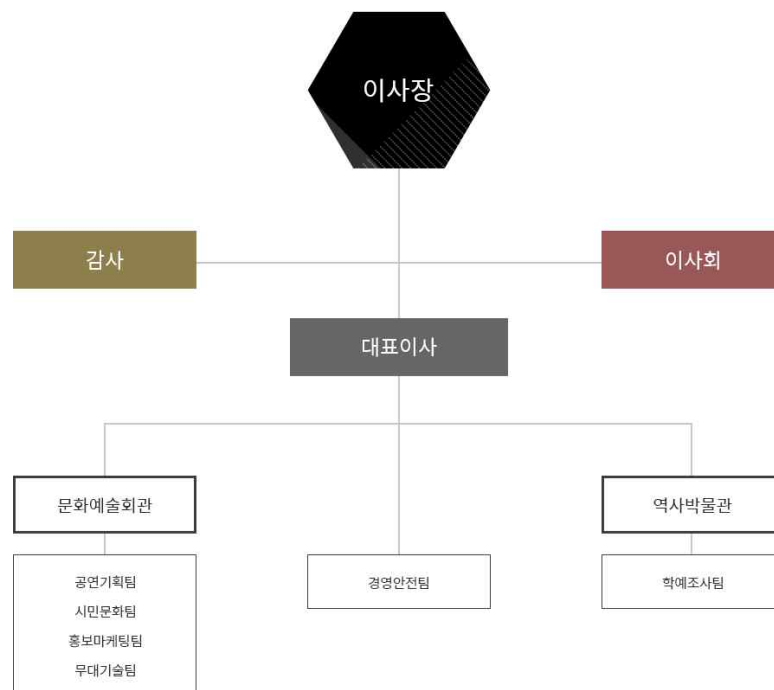 이사장
감사
이사회
대표이사
문화예술회관
역사박물관
공연기획팀
시민문화팀
홍보마케팅팀
무대기술팀
경영안전팀
학예조사팀